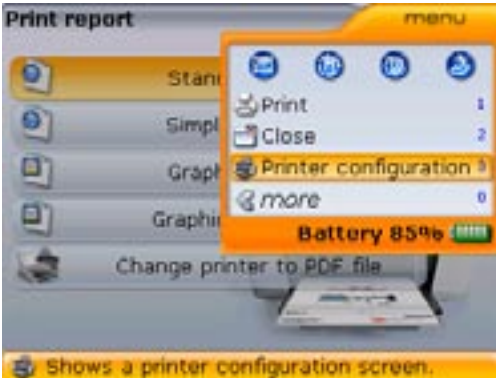 Print report
menu
Stan
Print 1
Simpl
Close 2
Graph
Printer configuration 3
more 0
Graphi
Battery 85%
Change printer to PDF file
Shows a printer configuration screen.